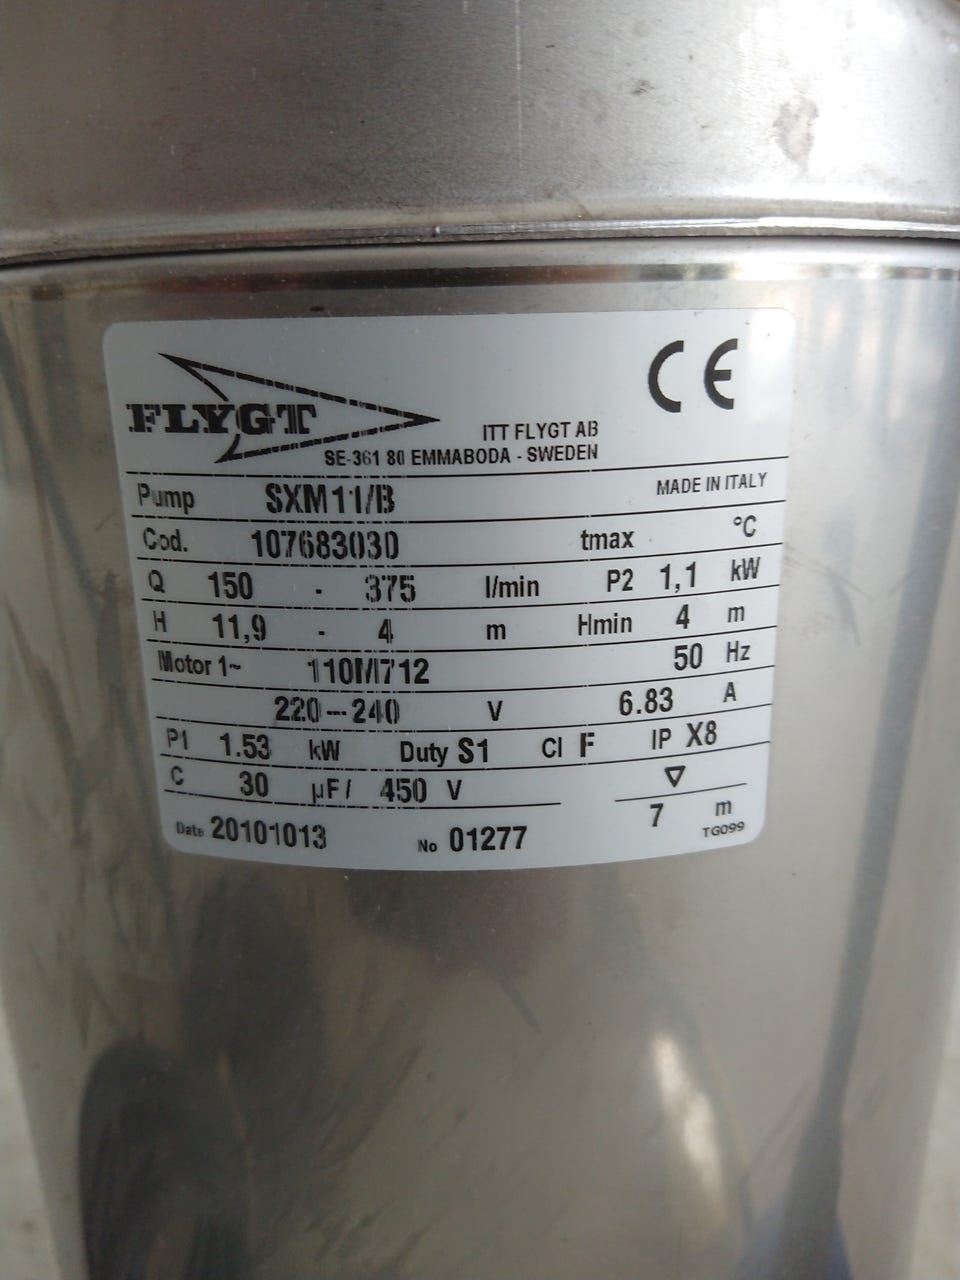 CE
FLYGT
ITT FLYGT AB
SE-361 80 EMMABODA - SWEDEN
Pump SXM11/B MADE IN ITALY
Cod. 107683030 tmax °C
Q 150 - 375 l/min P2 1,1 kW
H 11,9 - 4 m Hmin 4 m
Motor 1~ 110M712 50 Hz
220-240 V 6.83 A
P1 1.53 kW Duty S1 Cl F IP X8
C 30 µF/ 450 V ▽
7 m
Date 20101013 No 01277 TG099